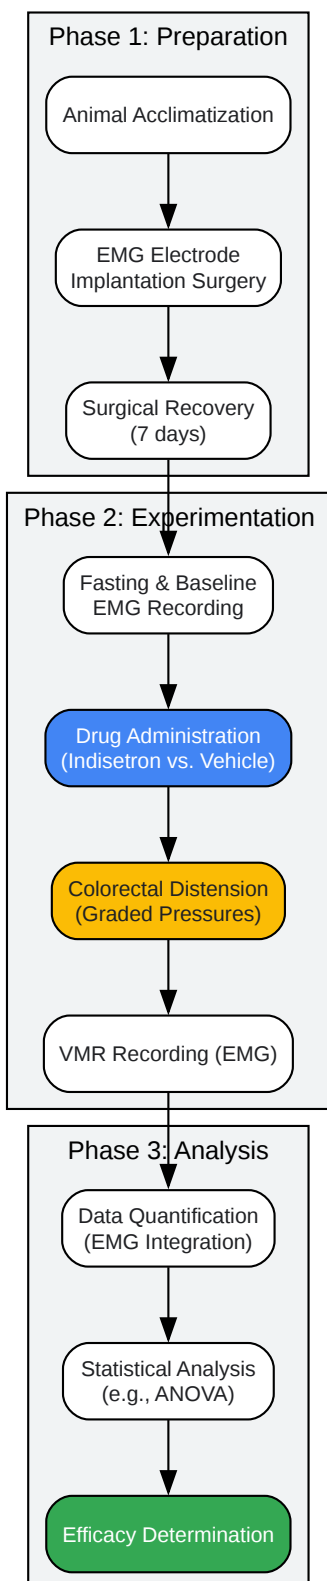 Phase 1: Preparation
Animal Acclimatization
EMG Electrode
Implantation Surgery
Surgical Recovery
(7 days)
Phase 2: Experimentation
Fasting & Baseline
EMG Recording
Drug Administration
(Indisetron vs. Vehicle)
Colorectal Distension
(Graded Pressures)
VMR Recording (EMG)
Phase 3: Analysis
Data Quantification
(EMG Integration)
Statistical Analysis
(e.g., ANOVA)
Efficacy Determination